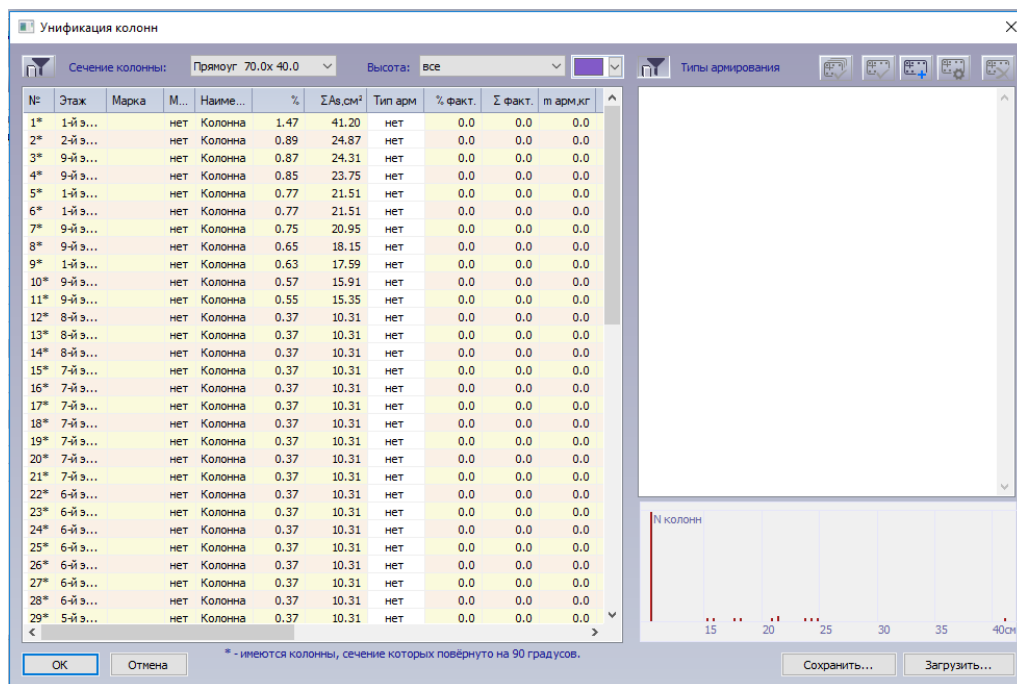 Унификация колонн
Сечение колонны: Прямоуг 70.0x 40.0 Высота: все Типы армирования
№ Этаж Марка М... Наиме... % ΣAs,см² Тип арм % факт. Σ факт. m арм,кг
1* 1-й э... нет Колонна 1.47 41.20 нет 0.0 0.0 0.0
2* 2-й э... нет Колонна 0.89 24.87 нет 0.0 0.0 0.0
3* 9-й э... нет Колонна 0.87 24.31 нет 0.0 0.0 0.0
4* 9-й э... нет Колонна 0.85 23.75 нет 0.0 0.0 0.0
5* 1-й э... нет Колонна 0.77 21.51 нет 0.0 0.0 0.0
6* 1-й э... нет Колонна 0.77 21.51 нет 0.0 0.0 0.0
7* 9-й э... нет Колонна 0.75 20.95 нет 0.0 0.0 0.0
8* 9-й э... нет Колонна 0.65 18.15 нет 0.0 0.0 0.0
9* 1-й э... нет Колонна 0.63 17.59 нет 0.0 0.0 0.0
10* 9-й э... нет Колонна 0.57 15.91 нет 0.0 0.0 0.0
11* 9-й э... нет Колонна 0.55 15.35 нет 0.0 0.0 0.0
12* 8-й э... нет Колонна 0.37 10.31 нет 0.0 0.0 0.0
13* 8-й э... нет Колонна 0.37 10.31 нет 0.0 0.0 0.0
14* 8-й э... нет Колонна 0.37 10.31 нет 0.0 0.0 0.0
15* 7-й э... нет Колонна 0.37 10.31 нет 0.0 0.0 0.0
16* 7-й э... нет Колонна 0.37 10.31 нет 0.0 0.0 0.0
17* 7-й э... нет Колонна 0.37 10.31 нет 0.0 0.0 0.0
18* 7-й э... нет Колонна 0.37 10.31 нет 0.0 0.0 0.0
19* 7-й э... нет Колонна 0.37 10.31 нет 0.0 0.0 0.0
20* 7-й э... нет Колонна 0.37 10.31 нет 0.0 0.0 0.0
21* 7-й э... нет Колонна 0.37 10.31 нет 0.0 0.0 0.0
22* 6-й э... нет Колонна 0.37 10.31 нет 0.0 0.0 0.0
23* 6-й э... нет Колонна 0.37 10.31 нет 0.0 0.0 0.0
24* 6-й э... нет Колонна 0.37 10.31 нет 0.0 0.0 0.0
25* 6-й э... нет Колонна 0.37 10.31 нет 0.0 0.0 0.0
26* 6-й э... нет Колонна 0.37 10.31 нет 0.0 0.0 0.0
27* 6-й э... нет Колонна 0.37 10.31 нет 0.0 0.0 0.0
28* 6-й э... нет Колонна 0.37 10.31 нет 0.0 0.0 0.0
29* 5-й э... нет Колонна 0.37 10.31 нет 0.0 0.0 0.0
N колонн
15 20 25 30 35 40см
* - имеются колонны, сечение которых повёрнуто на 90 градусов.
OK Отмена Сохранить... Загрузить...